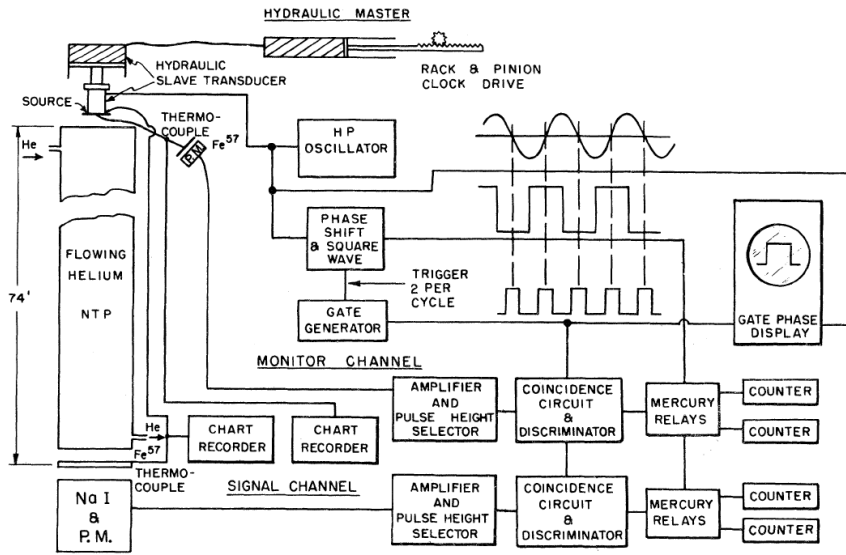 HYDRAULIC MASTER
HYDRAULIC
SLAVE TRANSDUCER
RACK & PINION
CLOCK DRIVE
SOURCE
THERMO-
COUPLE
Fe57
P.M.
He
HP
OSCILLATOR
PHASE
SHIFT
& SQUARE
WAVE
FLOWING
HELIUM
NTP
74'
TRIGGER
2 PER
CYCLE
GATE
GENERATOR
GATE PHASE
DISPLAY
MONITOR CHANNEL
AMPLIFIER
AND
PULSE HEIGHT
SELECTOR
COINCIDENCE
CIRCUIT
&
DISCRIMINATOR
MERCURY
RELAYS
COUNTER
COUNTER
He
Fe57
CHART
RECORDER
CHART
RECORDER
THERMO-
COUPLE
SIGNAL CHANNEL
Na I
&
P.M.
AMPLIFIER
AND
PULSE HEIGHT
SELECTOR
COINCIDENCE
CIRCUIT
&
DISCRIMINATOR
MERCURY
RELAYS
COUNTER
COUNTER